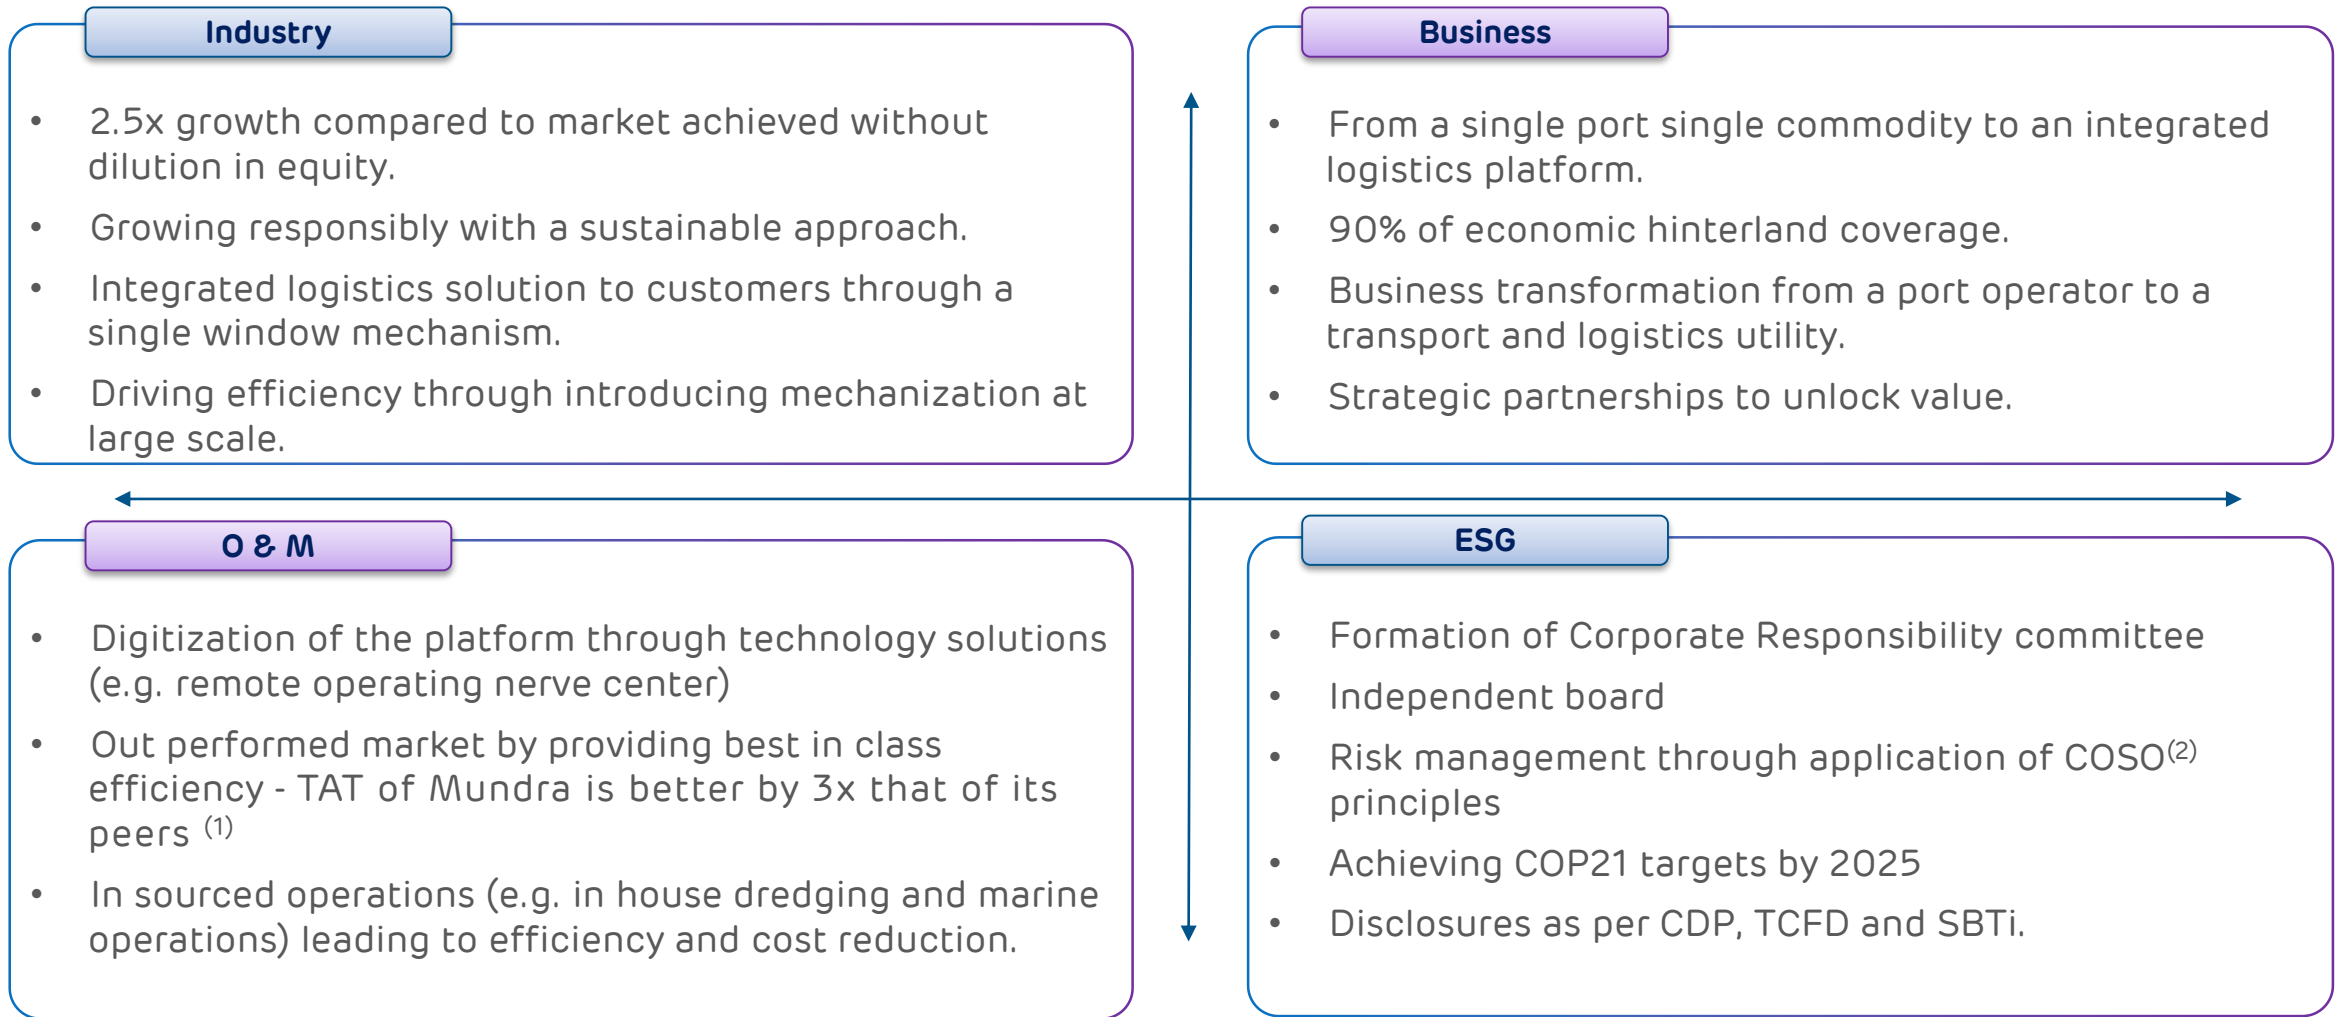 Industry
• 2.5x growth compared to market achieved without
dilution in equity.
• Growing responsibly with a sustainable approach.
• Integrated logistics solution to customers through a
single window mechanism.
• Driving efficiency through introducing mechanization at
large scale.
Business
• From a single port single commodity to an integrated
logistics platform.
• 90% of economic hinterland coverage.
• Business transformation from a port operator to a
transport and logistics utility.
• Strategic partnerships to unlock value.
O & M
• Digitization of the platform through technology solutions
(e.g. remote operating nerve center)
• Out performed market by providing best in class
efficiency - TAT of Mundra is better by 3x that of its
peers (1)
• In sourced operations (e.g. in house dredging and marine
operations) leading to efficiency and cost reduction.
ESG
• Formation of Corporate Responsibility committee
• Independent board
• Risk management through application of COSO(2)
principles
• Achieving COP21 targets by 2025
• Disclosures as per CDP, TCFD and SBTi.